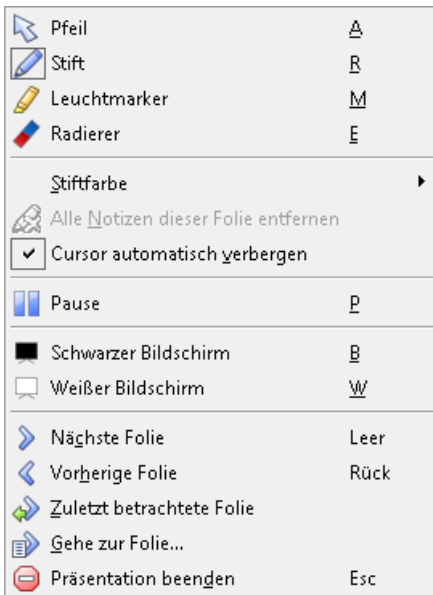 Pfeil A
Stift R
Leuchtmarker M
Radierer E
Stiftfarbe
Alle Notizen dieser Folie entfernen
Cursor automatisch verbergen
Pause P
Schwarzer Bildschirm B
Weißer Bildschirm W
Nächste Folie Leer
Vorherige Folie Rück
Zuletzt betrachtete Folie
Gehe zur Folie...
Präsentation beenden Esc